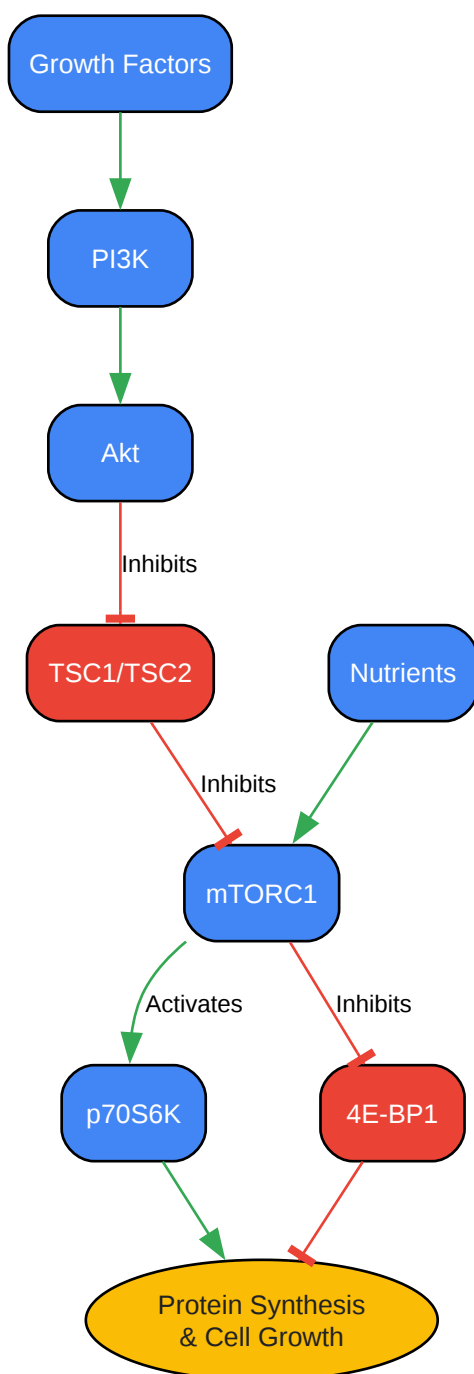 Growth Factors
PI3K
Akt
Inhibits
TSC1/TSC2
Nutrients
Inhibits
mTORC1
Activates
Inhibits
p70S6K
4E-BP1
Protein Synthesis
& Cell Growth